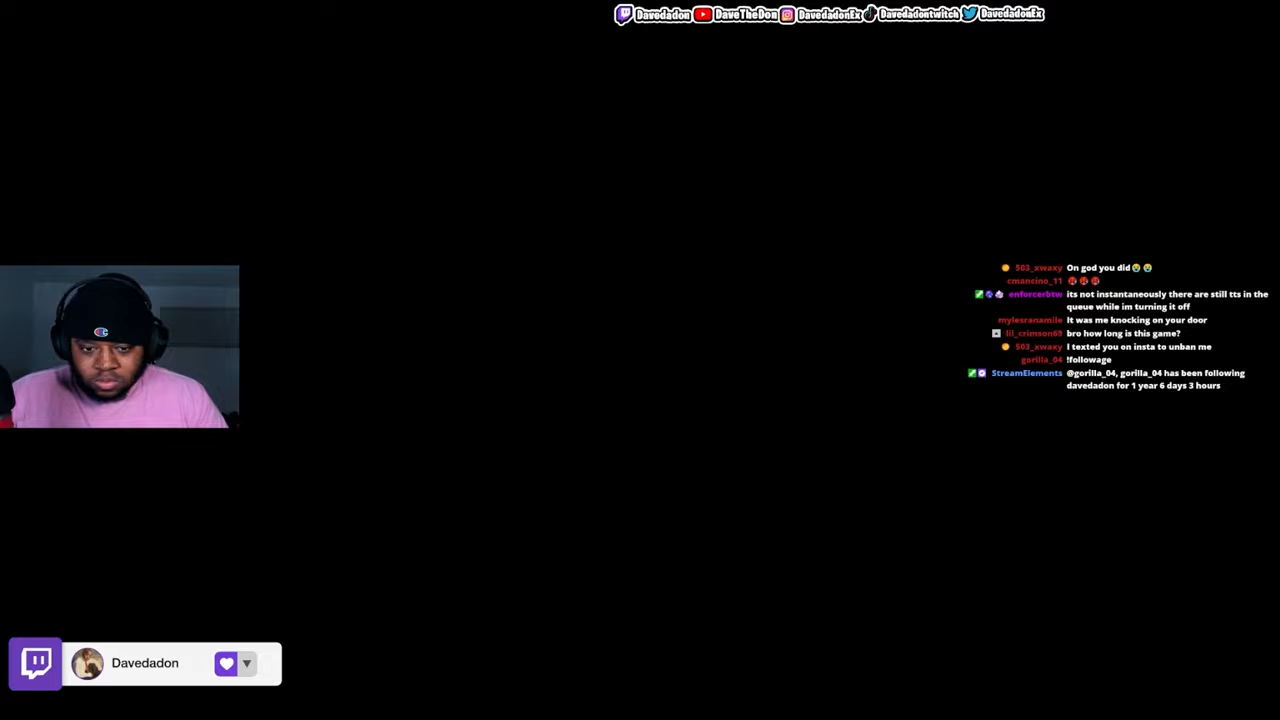 Davedadon DaveTheDon DavedadonEx Davedadontwitch DavedadonEx
503_xwaxy On god you did😭😭
cmancino_11
enforcerbtw its not instantaneously there are still tts in the
queue while im turning it off
mylesranamile It was me knocking on your door
lil_crimson69 bro how long is this game?
503_xwaxy I texted you on insta to unban me
gorilla_04 !followage
StreamElements @gorilla_04, gorilla_04 has been following
davedadon for 1 year 6 days 3 hours
Davedadon